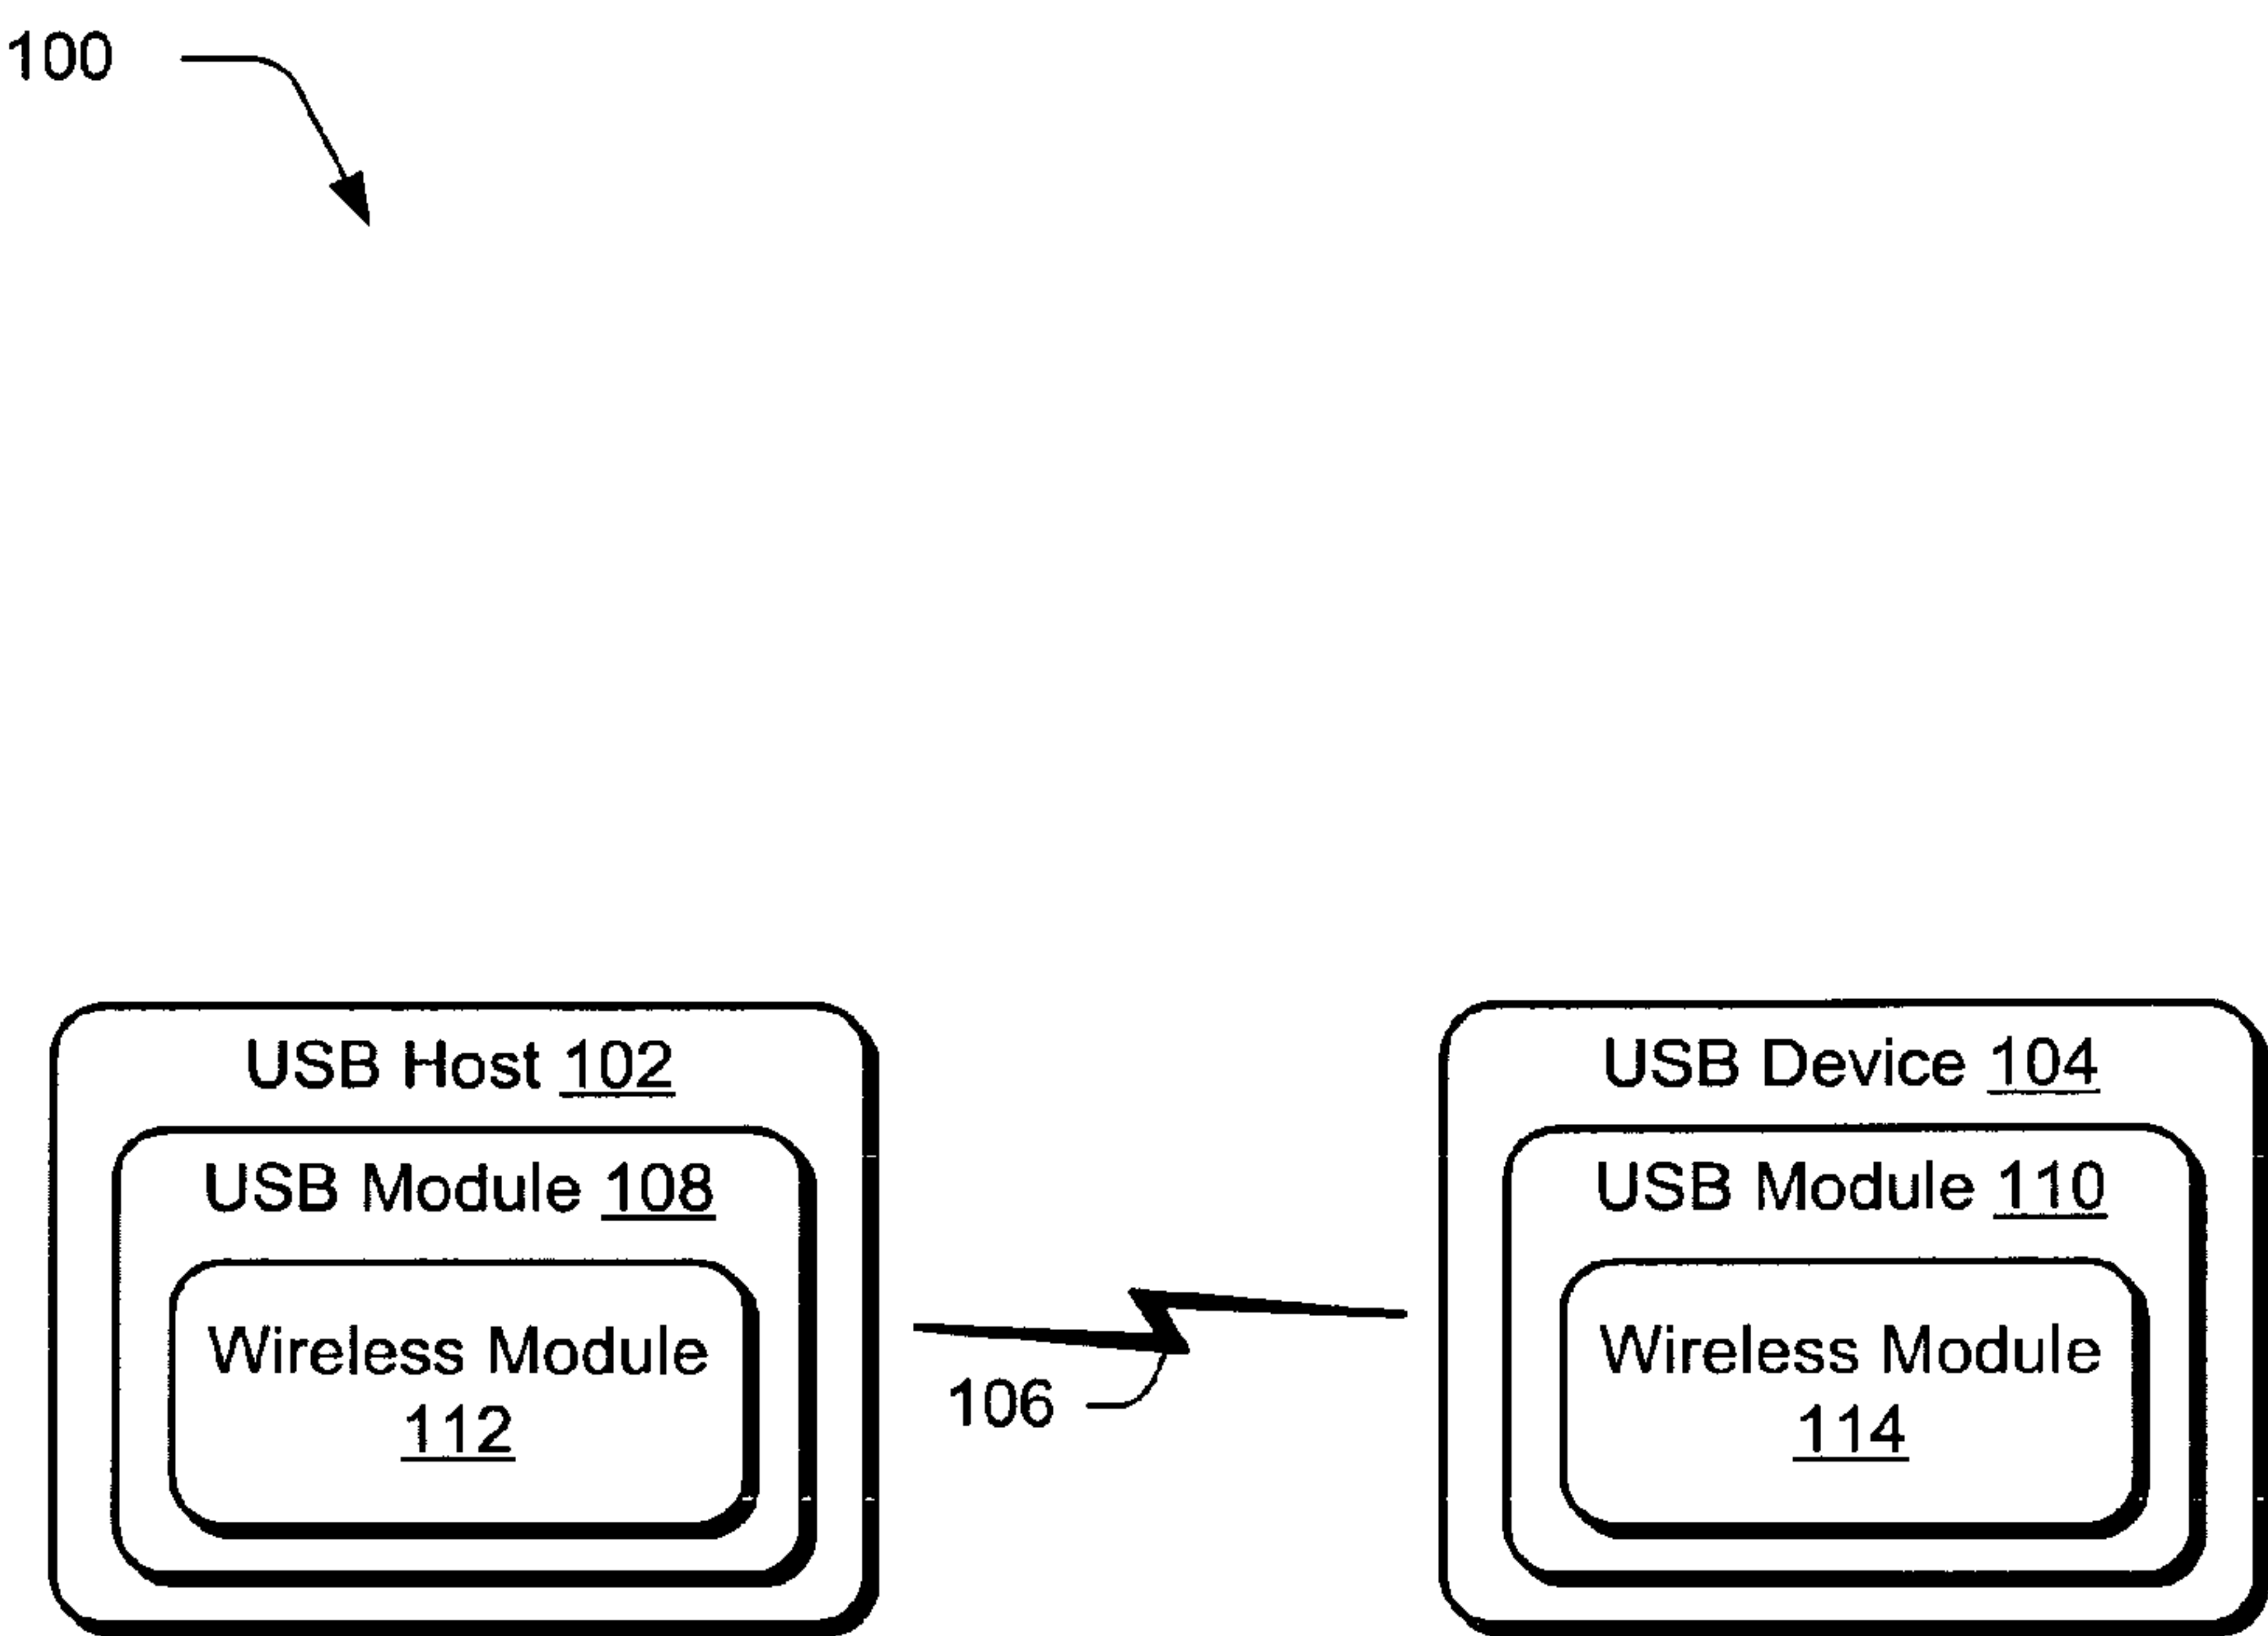 100
USB Host 102
USB Module 108
Wireless Module
112
106
USB Device 104
USB Module 110
Wireless Module
114